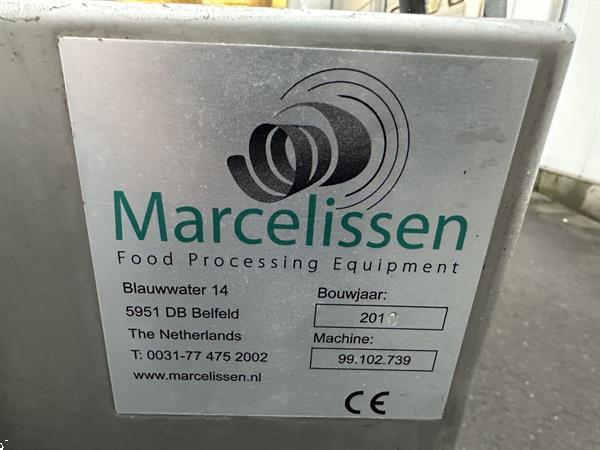 Marcelissen
Food Processing Equipment
Blauwwater 14
5951 DB Belfeld
The Netherlands
T: 0031-77 475 2002
www.marcelissen.nl
Bouwjaar:
Machine:
99.102.739
CE